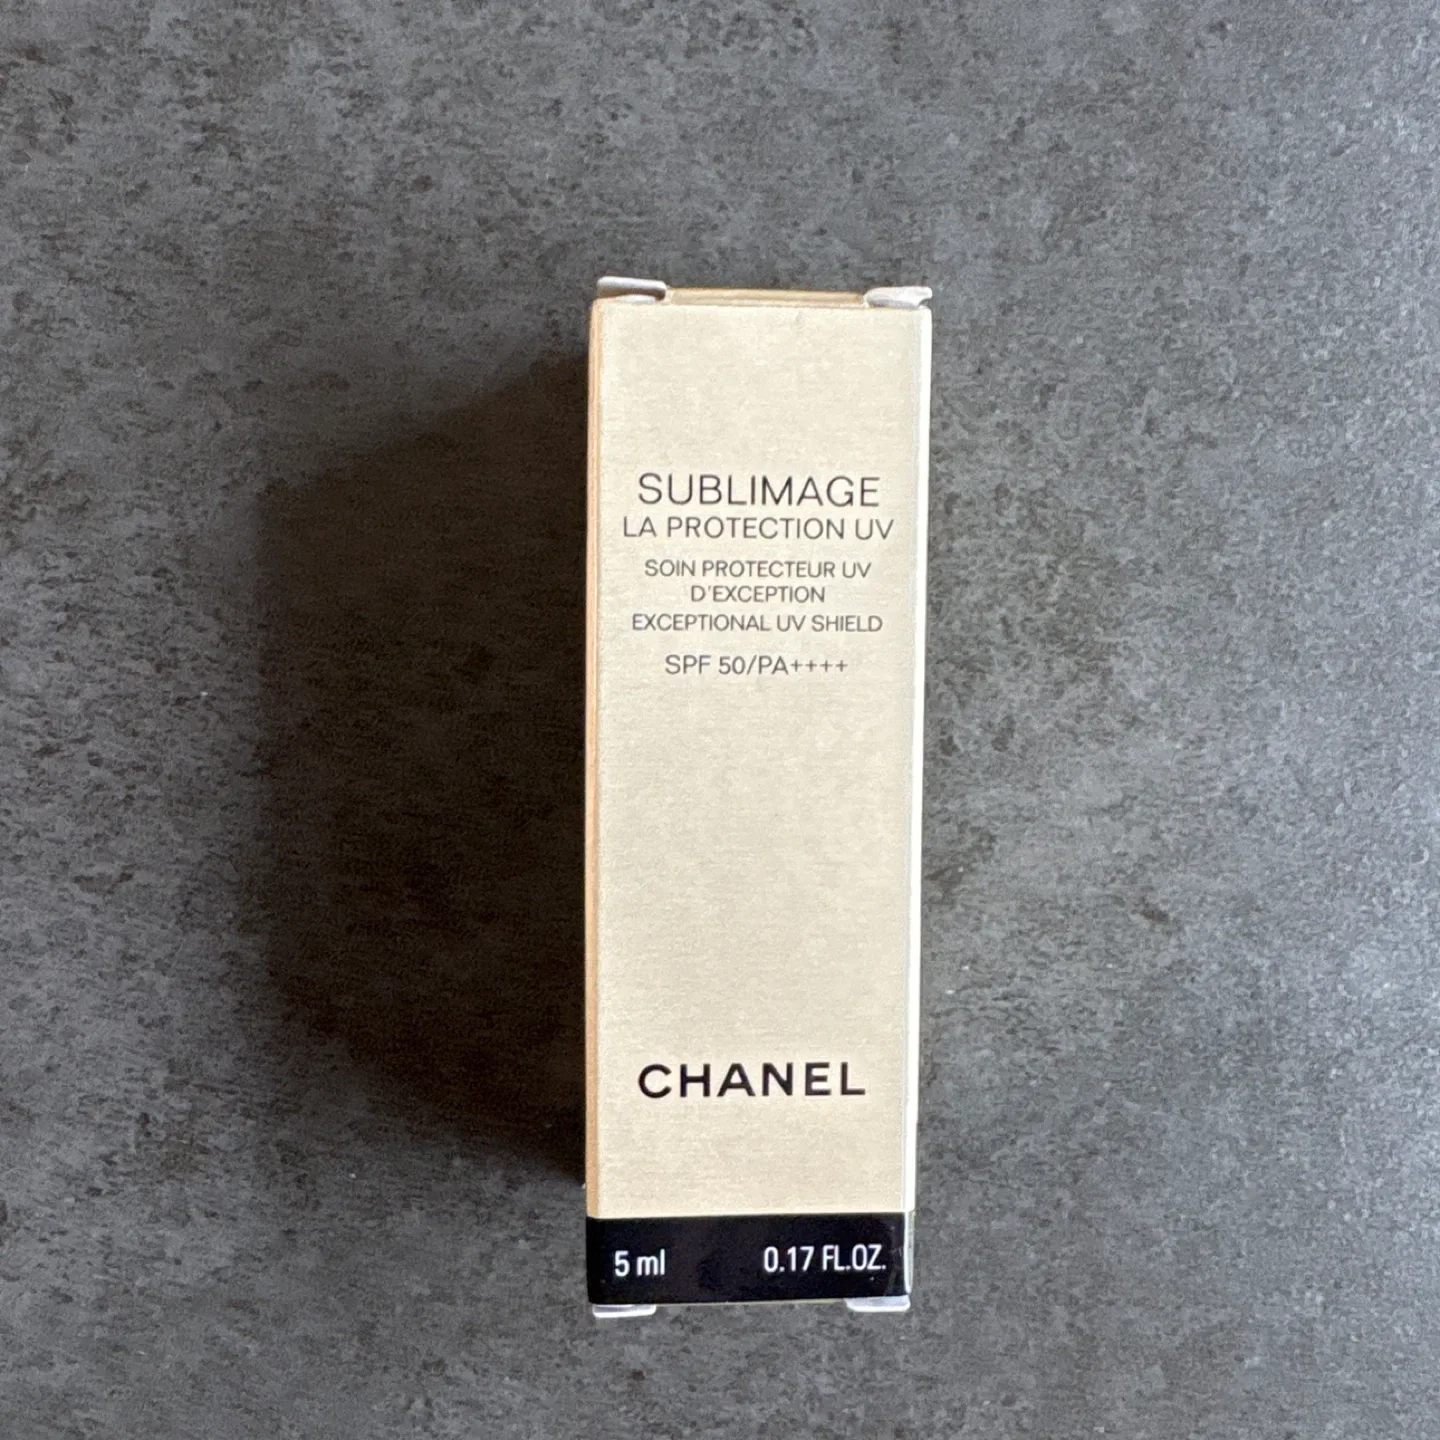 SUBLIMAGE
LA PROTECTION UV
SOIN PROTECTEUR UV
D'EXCEPTION
EXCEPTIONAL UV SHIELD
SPF 50/PA++++
CHANEL
5 ml 0.17 FL.OZ.